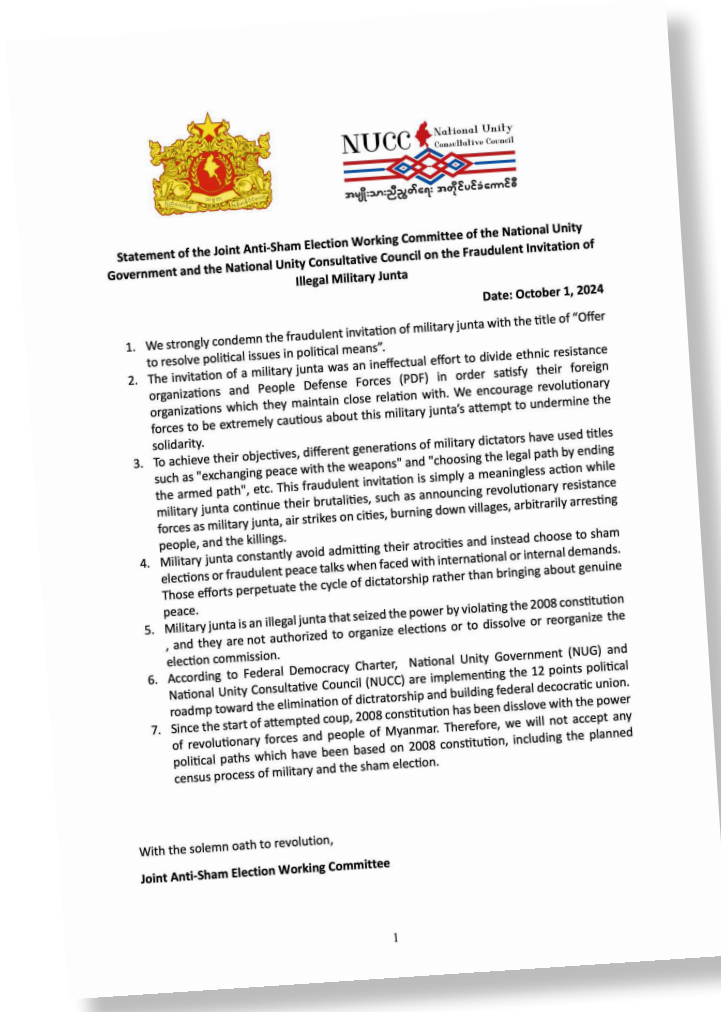 NUCC National Unity
Consultative Council
အမျိုးသားညီညွတ်ရေး အတိုင်ပင်ခံကောင်စီ
Statement of the Joint Anti-Sham Election Working Committee of the National Unity
Government and the National Unity Consultative Council on the Fraudulent Invitation of
Illegal Military Junta
Date: October 1, 2024
1. We strongly condemn the fraudulent invitation of military junta with the title of “Offer
to resolve political issues in political means”.
2. The invitation of a military junta was an ineffectual effort to divide ethnic resistance
organizations and People Defense Forces (PDF) in order satisfy their foreign
organizations which they maintain close relation with. We encourage revolutionary
forces to be extremely cautious about this military junta’s attempt to undermine the
solidarity.
3. To achieve their objectives, different generations of military dictators have used titles
such as "exchanging peace with the weapons" and "choosing the legal path by ending
the armed path", etc. This fraudulent invitation is simply a meaningless action while
military junta continue their brutalities, such as announcing revolutionary resistance
forces as military junta, air strikes on cities, burning down villages, arbitrarily arresting
people, and the killings.
4. Military junta constantly avoid admitting their atrocities and instead choose to sham
elections or fraudulent peace talks when faced with international or internal demands.
Those efforts perpetuate the cycle of dictatorship rather than bringing about genuine
peace.
5. Military junta is an illegal junta that seized the power by violating the 2008 constitution
, and they are not authorized to organize elections or to dissolve or reorganize the
election commission.
6. According to Federal Democracy Charter, National Unity Government (NUG) and
National Unity Consultative Council (NUCC) are implementing the 12 points political
roadmp toward the elimination of dictratorship and building federal decocratic union.
7. Since the start of attempted coup, 2008 constitution has been disslove with the power
of revolutionary forces and people of Myanmar. Therefore, we will not accept any
political paths which have been based on 2008 constitution, including the planned
census process of military and the sham election.
With the solemn oath to revolution,
Joint Anti-Sham Election Working Committee
1